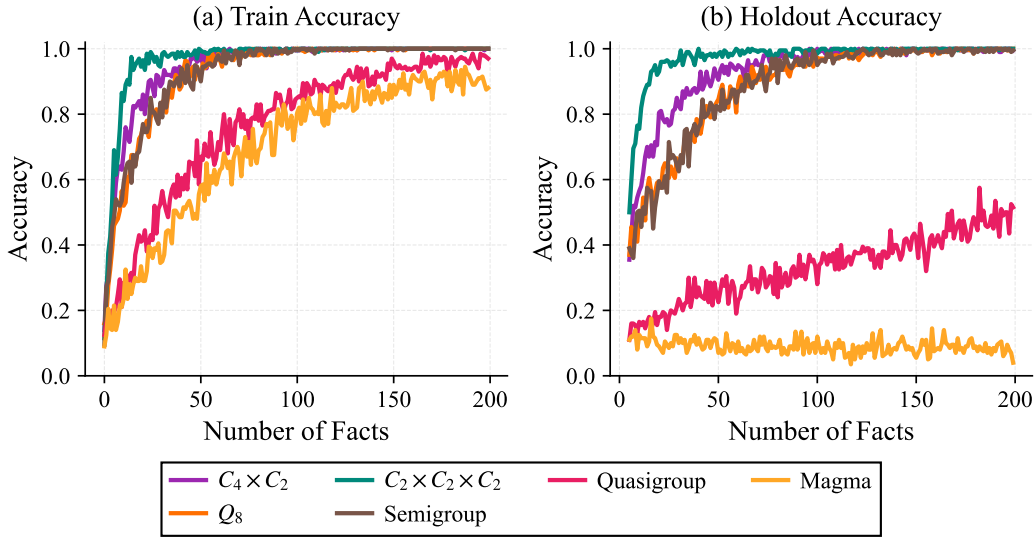 (a) Train Accuracy
Accuracy
1.0
0.8
0.6
0.4
0.2
0.0
0 50 100 150 200
Number of Facts
(b) Holdout Accuracy
Accuracy
1.0
0.8
0.6
0.4
0.2
0.0
0 50 100 150 200
Number of Facts
C₄ × C₂ C₂ × C₂ × C₂ Quasigroup Magma
Q₈ Semigroup